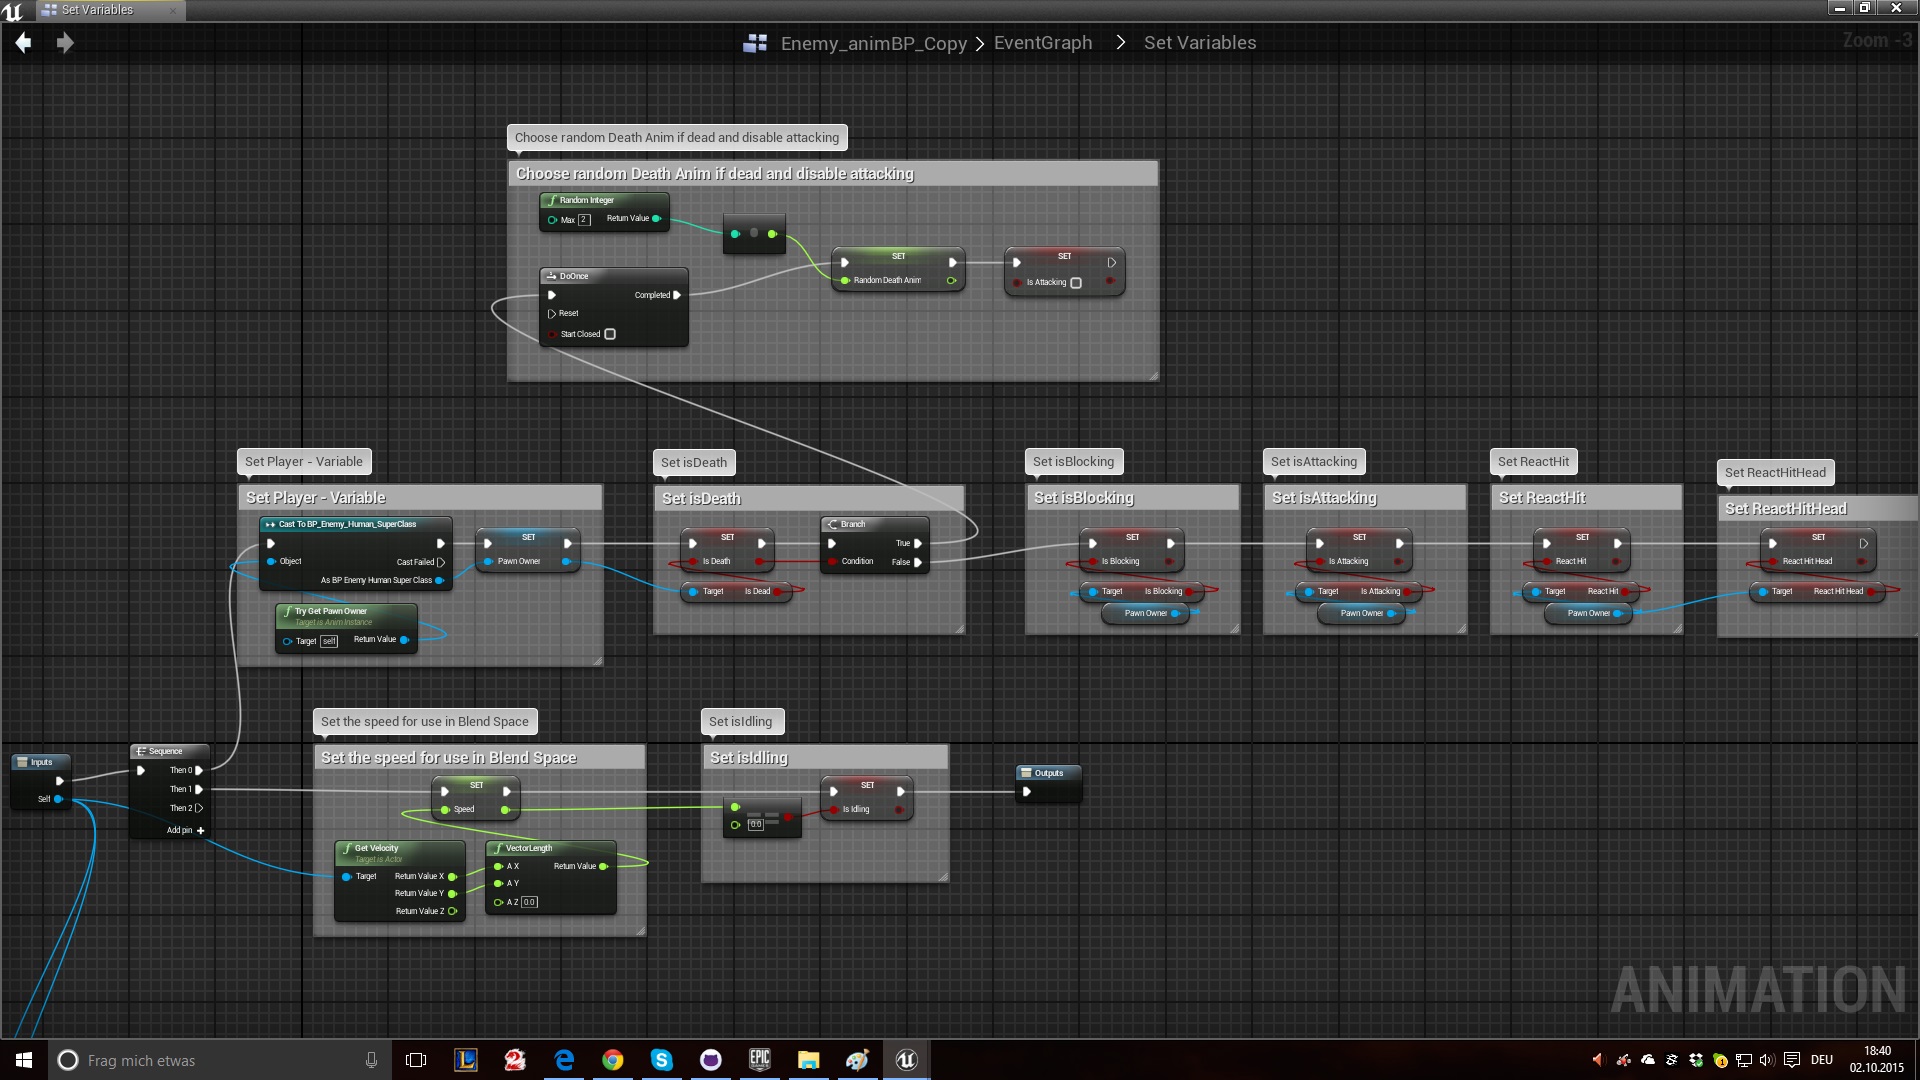 Set Variables
Enemy_animBP_Copy > EventGraph > Set Variables
Zoom -3
Choose random Death Anim if dead and disable attacking
Choose random Death Anim if dead and disable attacking
Random Integer
Max 2 Return Value
DoOnce
Completed
Reset
Start Closed
SET
Random Death Anim
SET
Is Attacking
Set Player - Variable
Set Player - Variable
Cast To BP_Enemy_Human_SuperClass
Object
Cast Failed
As BP Enemy Human Super Class
SET
Pawn Owner
Try Get Pawn Owner
Target is Anim Instance
Target self Return Value
Set isDeath
Set isDeath
SET
Is Death
Target Is Dead
Branch
True
Condition False
Set isBlocking
Set isBlocking
SET
Is Blocking
Target Is Blocking
Pawn Owner
Set isAttacking
Set isAttacking
SET
Is Attacking
Target Is Attacking
Pawn Owner
Set ReactHit
Set ReactHit
SET
React Hit
Target React Hit
Pawn Owner
Set ReactHitHead
Set ReactHitHead
SET
React Hit Head
Target React Hit Head
Inputs
Self
Sequence
Then 0
Then 1
Then 2
Add pin +
Set the speed for use in Blend Space
Set the speed for use in Blend Space
SET
Speed
Get Velocity
Target is Actor
Target Return Value X
Return Value Y
Return Value Z
VectorLength
A X Return Value
A Y
A Z 0.0
Set isIdling
Set isIdling
== 
0.0
SET
Is Idling
Outputs
ANIMATION
Frag mich etwas
EPIC GAMES
DEU
18:40
02.10.2015